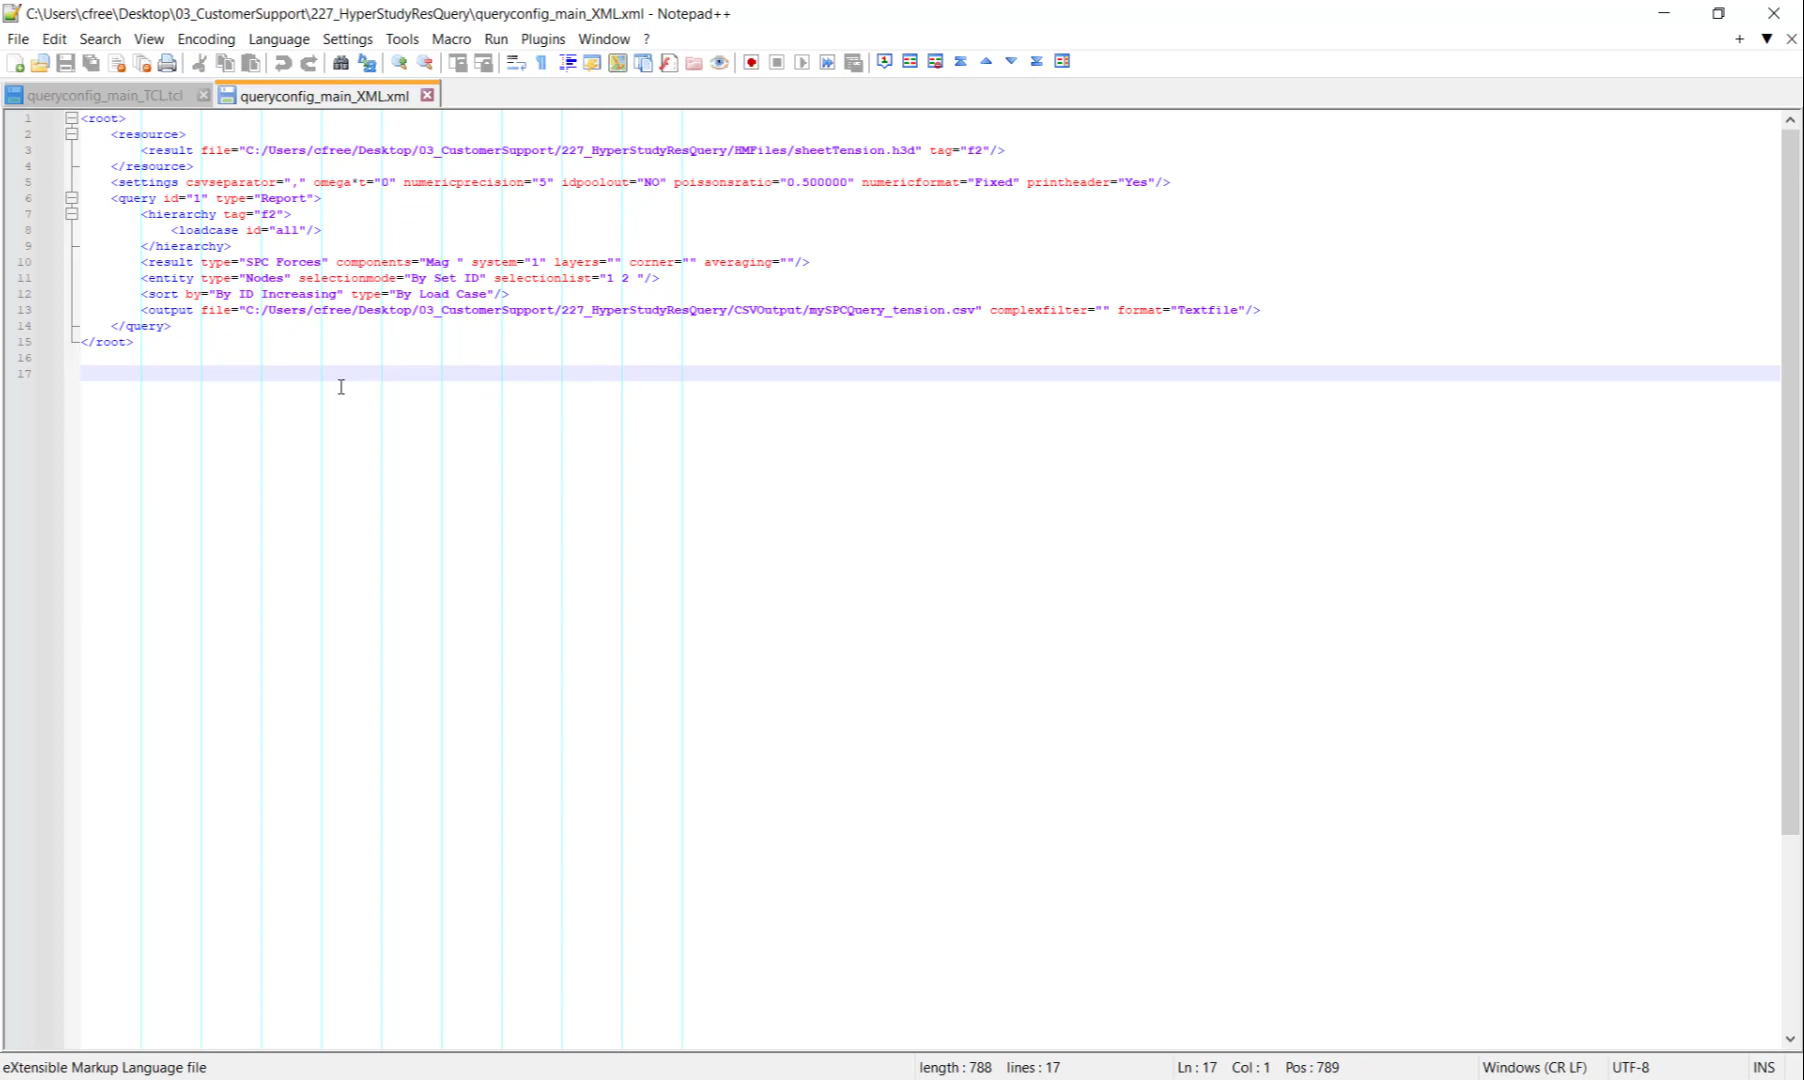 C:\Users\cfree\Desktop\03_CustomerSupport\227_HyperStudyResQuery\queryconfig_main_XML.xml - Notepad++
File Edit Search View Encoding Language Settings Tools Macro Run Plugins Window ?
queryconfig_main_TCL.tcl queryconfig_main_XML.xml
1 <root>
2 <resource>
3 <result file="C:/Users/cfree/Desktop/03_CustomerSupport/227_HyperStudyResQuery/HMFiles/sheetTension.h3d" tag="f2"/>
4 </resource>
5 <settings csvseparator="," omega*t="0" numericprecision="5" idpoolout="NO" poissonsratio="0.500000" numericformat="Fixed" printheader="Yes"/>
6 <query id="1" type="Report">
7 <hierarchy tag="f2">
8 <loadcase id="all"/>
9 </hierarchy>
10 <result type="SPC Forces" components="Mag " system="1" layers="" corner="" averaging=""/>
11 <entity type="Nodes" selectionmode="By Set ID" selectionlist="1 2 "/>
12 <sort by="By ID Increasing" type="By Load Case"/>
13 <output file="C:/Users/cfree/Desktop/03_CustomerSupport/227_HyperStudyResQuery/CSVOutput/mySPCQuery_tension.csv" complexfilter="" format="Textfile"/>
14 </query>
15 </root>
16
17
eXtensible Markup Language file length : 788 lines : 17 Ln : 17 Col : 1 Pos : 789 Windows (CR LF) UTF-8 INS